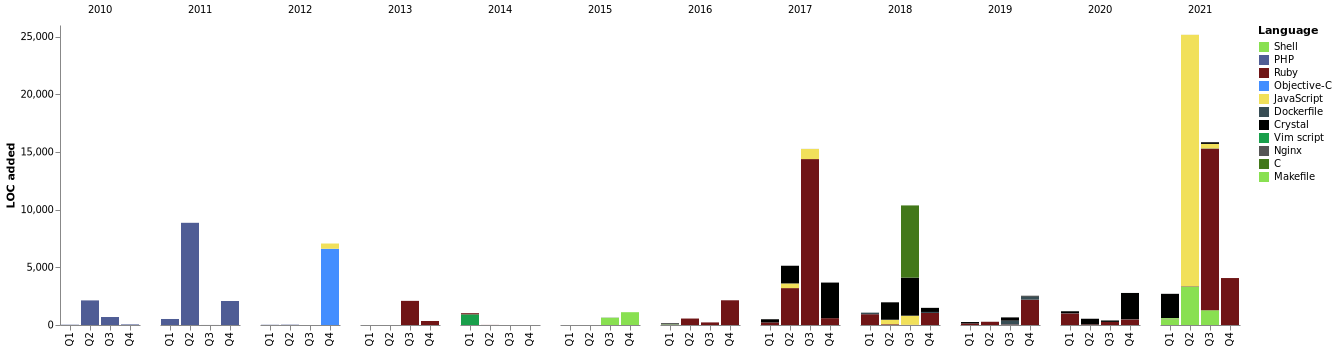 2010 2011 2012 2013 2014 2015 2016 2017 2018 2019 2020 2021
LOC added
25,000
20,000
15,000
10,000
5,000
0
Q1 Q2 Q3 Q4 Q1 Q2 Q3 Q4 Q1 Q2 Q3 Q4 Q1 Q2 Q3 Q4 Q1 Q2 Q3 Q4 Q1 Q2 Q3 Q4 Q1 Q2 Q3 Q4 Q1 Q2 Q3 Q4 Q1 Q2 Q3 Q4 Q1 Q2 Q3 Q4 Q1 Q2 Q3 Q4 Q1 Q2 Q3 Q4
Language
Shell
PHP
Ruby
Objective-C
JavaScript
Dockerfile
Crystal
Vim script
Nginx
C
Makefile